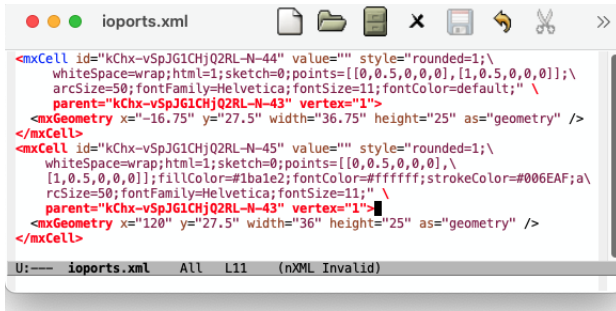 ioports.xml
<mxCell id="kChx-vSpJG1CHjQ2RL-N-44" value="" style="rounded=1;\
whiteSpace=wrap;html=1;sketch=0;points=[[0,0.5,0,0,0],[1,0.5,0,0,0]];\
arcSize=50;fontFamily=Helvetica;fontSize=11;fontColor=default;" \
parent="kChx-vSpJG1CHjQ2RL-N-43" vertex="1">
<mxGeometry x="-16.75" y="27.5" width="36.75" height="25" as="geometry" />
</mxCell>
<mxCell id="kChx-vSpJG1CHjQ2RL-N-45" value="" style="rounded=1;\
whiteSpace=wrap;html=1;sketch=0;points=[[0,0.5,0,0,0],\
[1,0.5,0,0,0]];fillColor=#1ba1e2;fontColor=#ffffff;strokeColor=#006EAF;a\
rcSize=50;fontFamily=Helvetica;fontSize=11;" \
parent="kChx-vSpJG1CHjQ2RL-N-43" vertex="1">
<mxGeometry x="120" y="27.5" width="36" height="25" as="geometry" />
</mxCell>
U:--- ioports.xml All L11 (nXML Invalid)